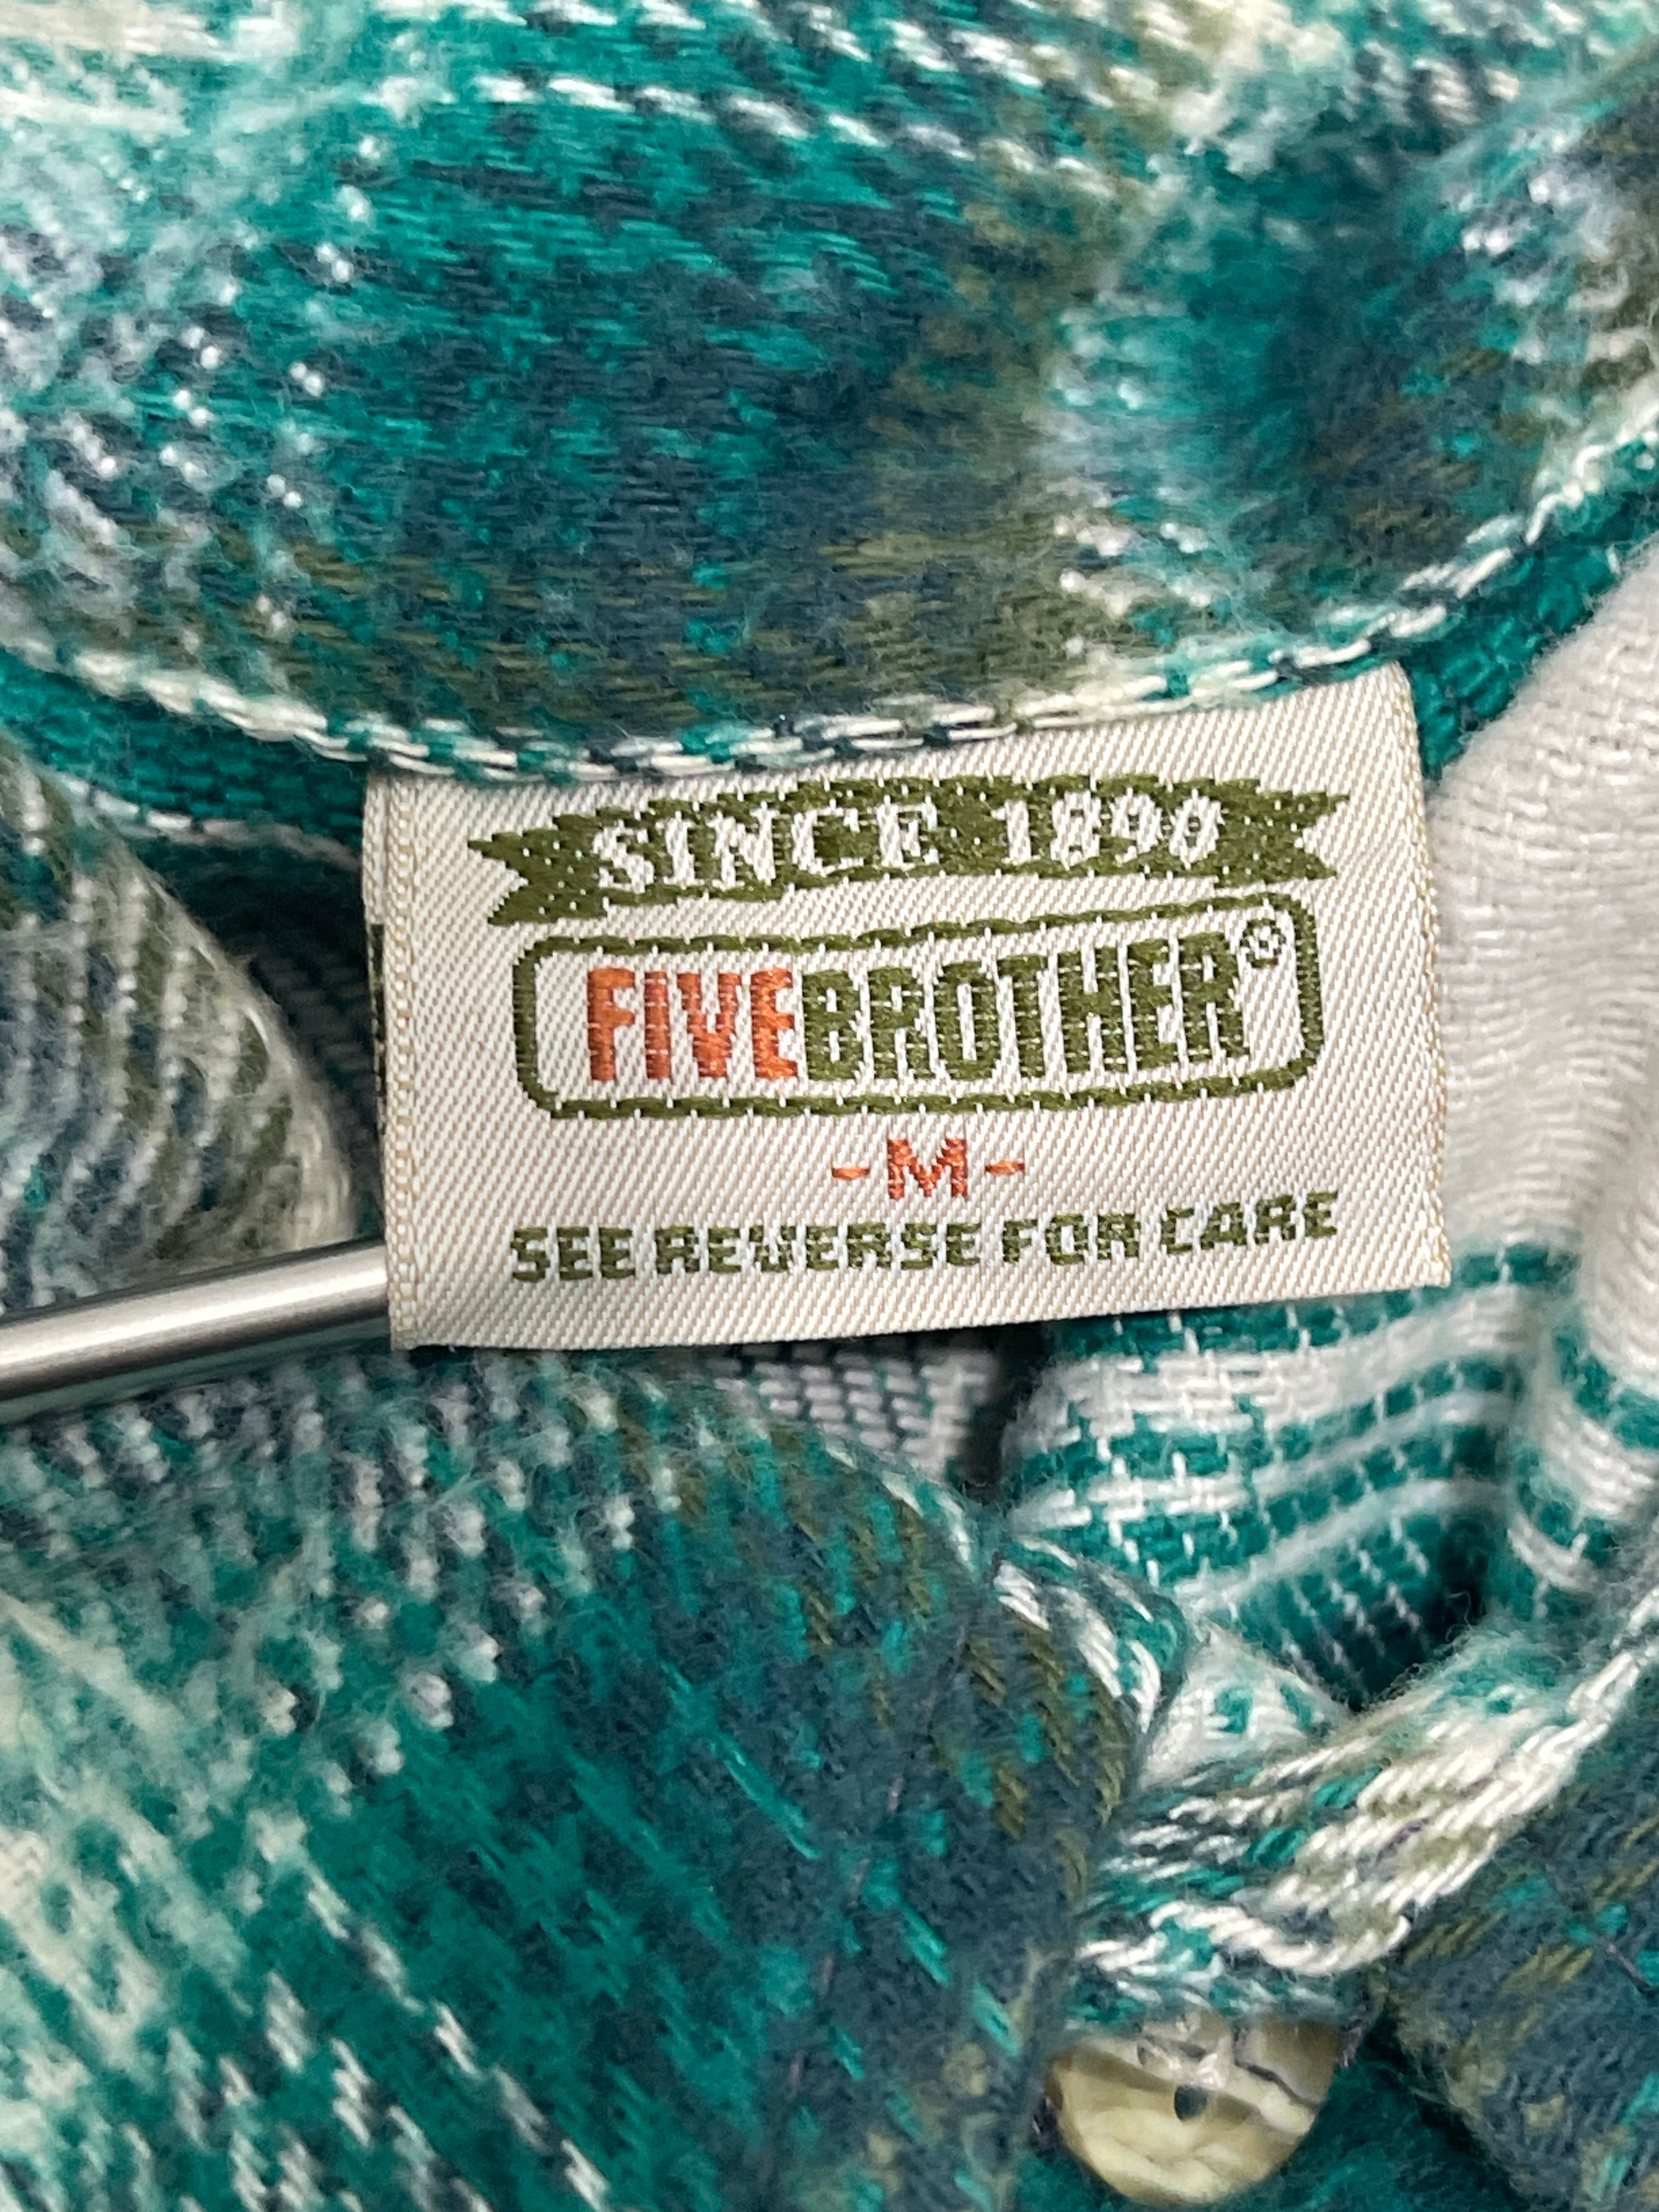 SINCE 1890
FIVEBROTHER®
-M-
SEE REVERSE FOR CARE